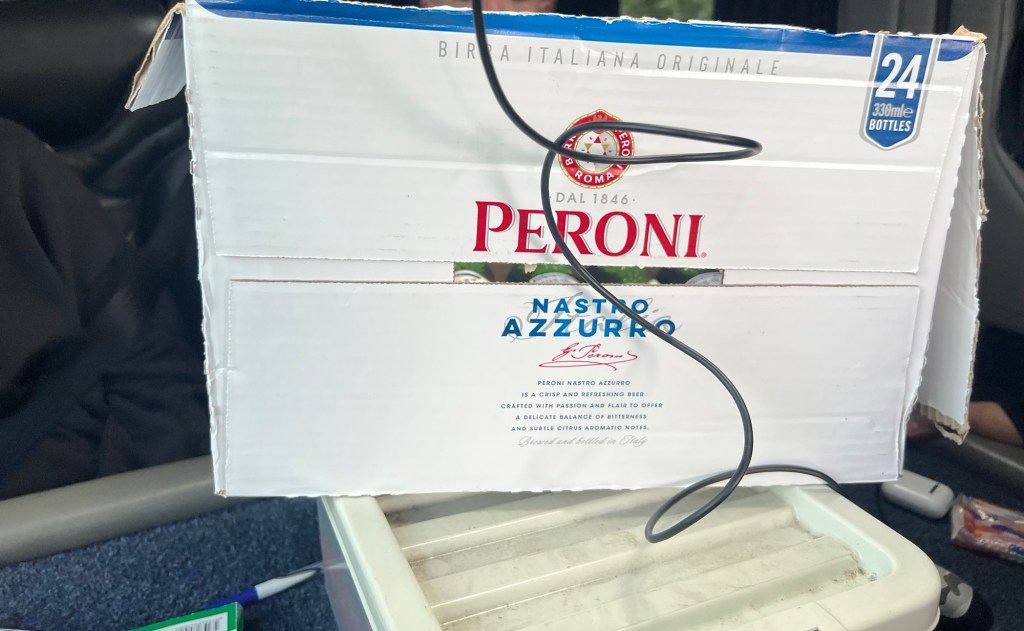 BIRRA ITALIANA ORIGINALE
24
330ml e
BOTTLES
ROMA
·DAL 1846·
PERONI
NASTRO
AZZURRO
G. Peroni
PERONI NASTRO AZZURRO
IS A CRISP AND REFRESHING BEER
CRAFTED WITH PASSION AND FLAIR TO OFFER
A DELICATE BALANCE OF BITTERNESS
AND SUBTLE CITRUS AROMATIC NOTES.
Brewed and bottled in Italy